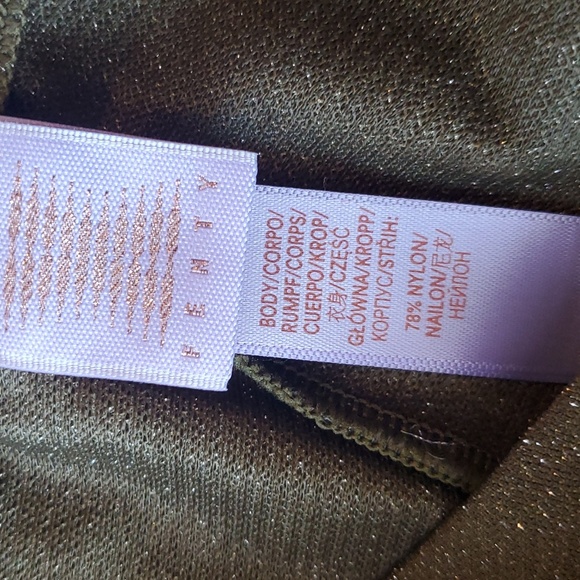 FENTY
BODY/CORPO/
RUMPF/CORPS/
CUERPO/KROP/
衣身/CZĘŚĆ
GŁÓWNA/KROPP/
КОРПУС/STŘIH:
78% NYLON/
NAILON/尼龙/
НЕЙЛОН